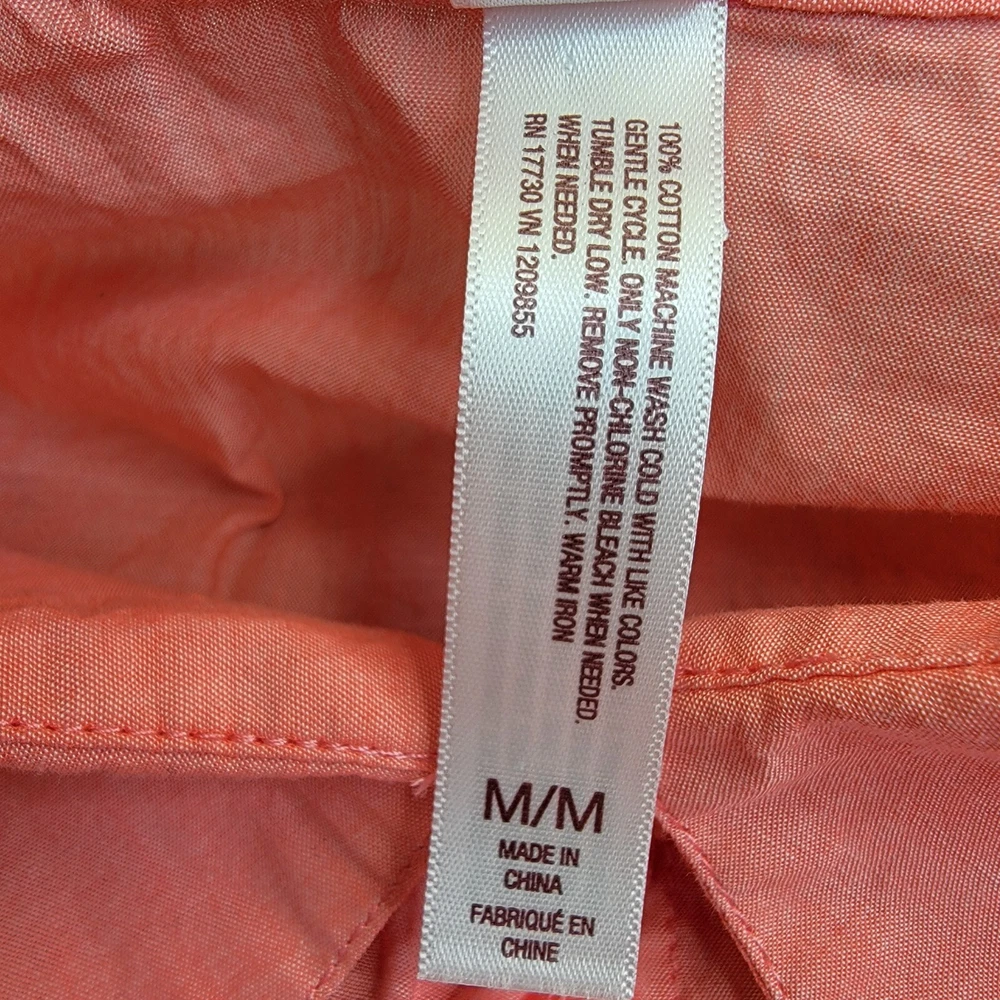 100% COTTON MACHINE WASH COLD WITH LIKE COLORS.
GENTLE CYCLE. ONLY NON-CHLORINE BLEACH WHEN NEEDED.
TUMBLE DRY LOW. REMOVE PROMPTLY. WARM IRON
WHEN NEEDED.
RN 17730 VN 1209855
M/M
MADE IN
CHINA
FABRIQUÉ EN
CHINE